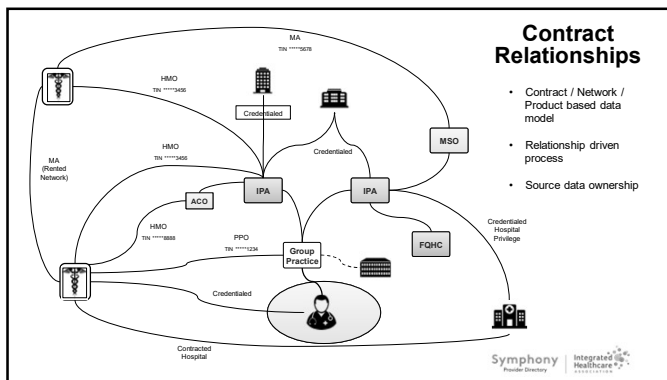 MA
TIN *****5678
Contract
Relationships
HMO
TIN *****3456
• Contract / Network /
Product based data
model
• Relationship driven
process
• Source data ownership
Credentialed
MSO
MA
(Rented
Network)
HMO
TIN *****3456
Credentialed
IPA
IPA
ACO
HMO
TIN *****8888
Credentialed
Hospital
Privilege
PPO
TIN *****1234
Group
Practice
FQHC
Credentialed
Contracted
Hospital
Symphony
Provider Directory
Integrated
Healthcare
ASSOCIATION